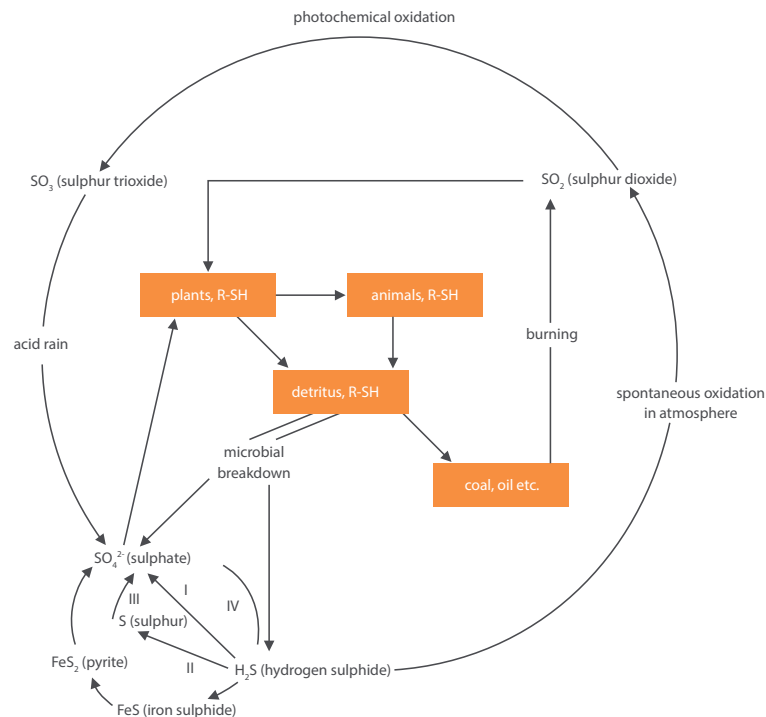 photochemical oxidation
SO₃ (sulphur trioxide)
SO₂ (sulphur dioxide)
plants, R-SH
animals, R-SH
acid rain
burning
detritus, R-SH
spontaneous oxidation
in atmosphere
microbial
breakdown
coal, oil etc.
SO₄²⁻ (sulphate)
I
III
IV
S (sulphur)
FeS₂ (pyrite)
II
H₂S (hydrogen sulphide)
FeS (iron sulphide)